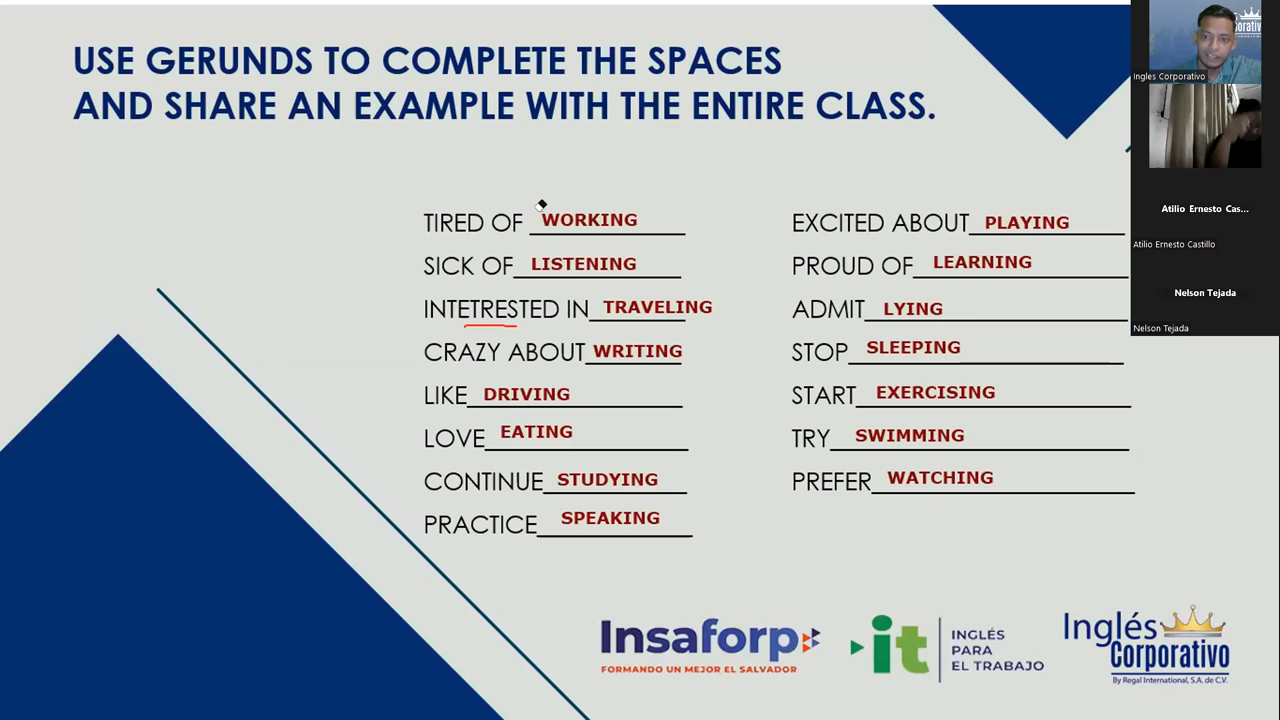 USE GERUNDS TO COMPLETE THE SPACES
AND SHARE AN EXAMPLE WITH THE ENTIRE CLASS.
TIRED OF WORKING
SICK OF LISTENING
INTETRESTED IN TRAVELING
CRAZY ABOUT WRITING
LIKE DRIVING
LOVE EATING
CONTINUE STUDYING
PRACTICE SPEAKING
EXCITED ABOUT PLAYING
PROUD OF LEARNING
ADMIT LYING
STOP SLEEPING
START EXERCISING
TRY SWIMMING
PREFER WATCHING
Ingles Corporativo
Atilio Ernesto Cas...
Atilio Ernesto Castillo
Nelson Tejada
Nelson Tejada
Insaforp
FORMANDO UN MEJOR EL SALVADOR
it
INGLÉS
PARA
EL TRABAJO
Inglés
Corporativo
By Regal International, S.A. de C.V.